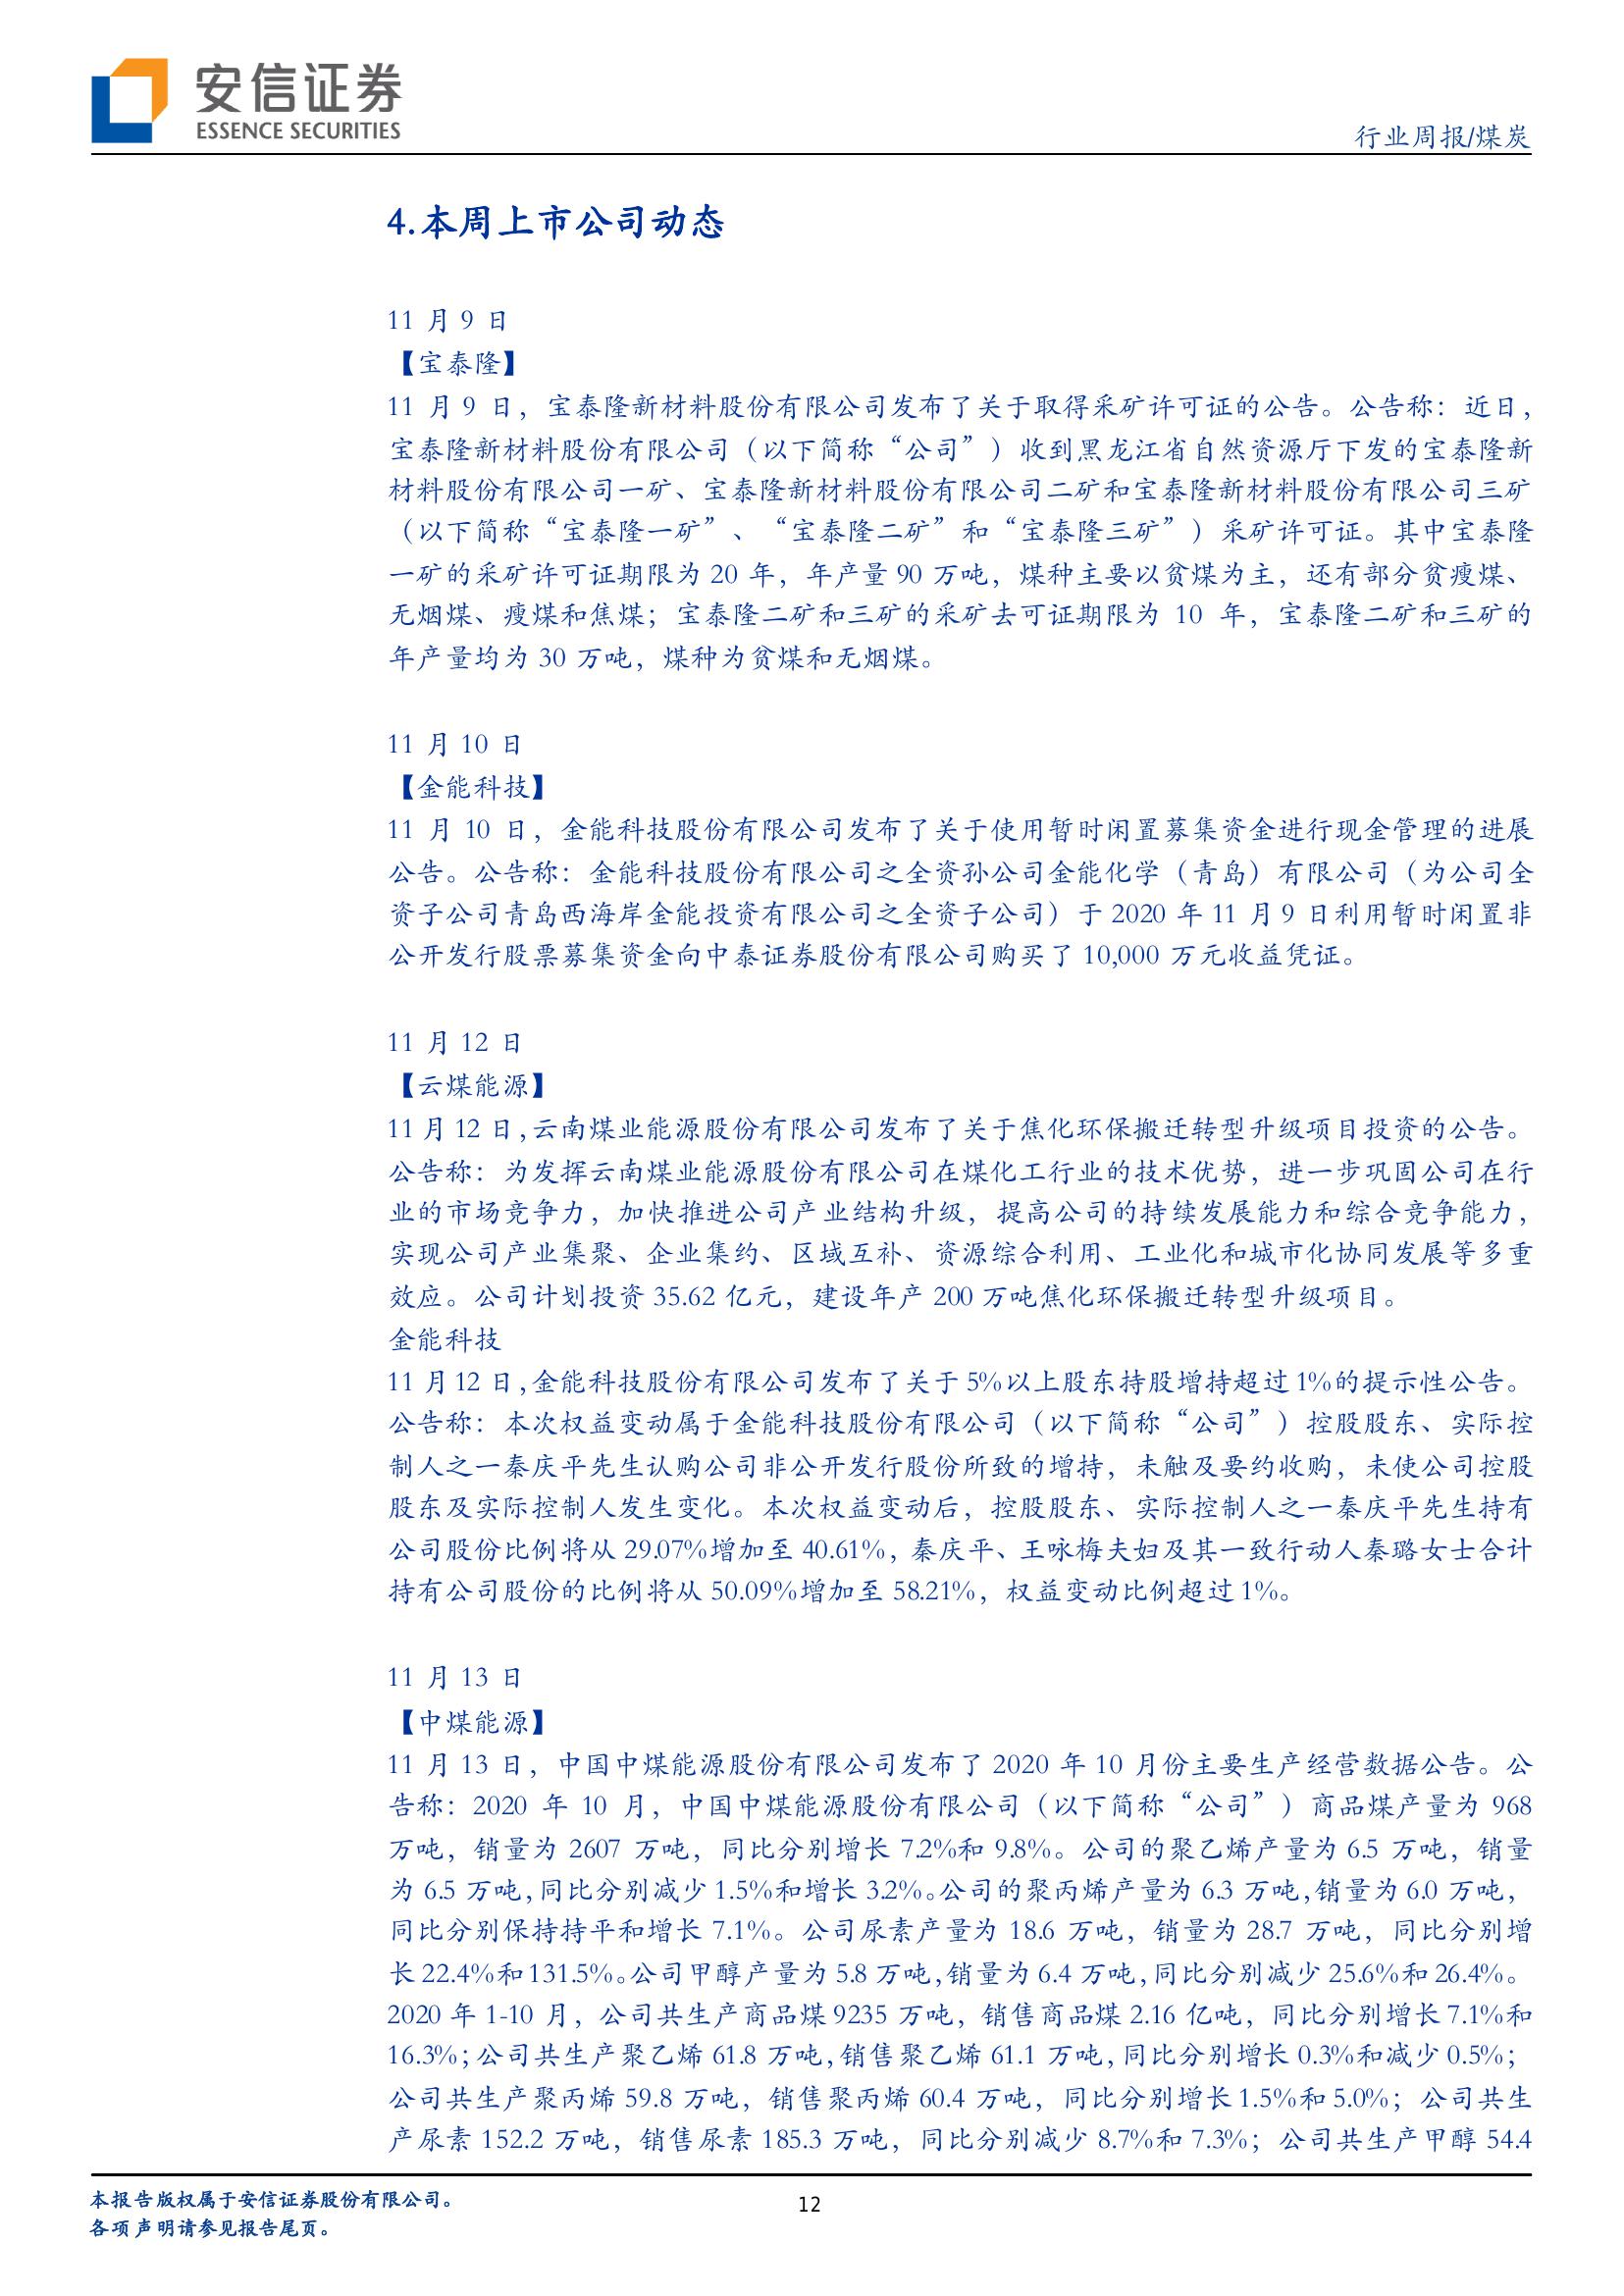 安信证券
ESSENCE SECURITIES
行业周报/煤炭
4.本周上市公司动态
11 月 9 日
【宝泰隆】
11 月 9 日，宝泰隆新材料股份有限公司发布了关于取得采矿许可证的公告。公告称：近日，
宝泰隆新材料股份有限公司（以下简称“公司”）收到黑龙江省自然资源厅下发的宝泰隆新
材料股份有限公司一矿、宝泰隆新材料股份有限公司二矿和宝泰隆新材料股份有限公司三矿
（以下简称“宝泰隆一矿”、“宝泰隆二矿”和“宝泰隆三矿”）采矿许可证。其中宝泰隆
一矿的采矿许可证期限为 20 年，年产量 90 万吨，煤种主要以贫煤为主，还有部分贫瘦煤、
无烟煤、瘦煤和焦煤；宝泰隆二矿和三矿的采矿去可证期限为 10 年，宝泰隆二矿和三矿的
年产量均为 30 万吨，煤种为贫煤和无烟煤。
11 月 10 日
【金能科技】
11 月 10 日，金能科技股份有限公司发布了关于使用暂时闲置募集资金进行现金管理的进展
公告。公告称：金能科技股份有限公司之全资孙公司金能化学（青岛）有限公司（为公司全
资子公司青岛西海岸金能投资有限公司之全资子公司）于 2020 年 11 月 9 日利用暂时闲置非
公开发行股票募集资金向中泰证券股份有限公司购买了 10,000 万元收益凭证。
11 月 12 日
【云煤能源】
11 月 12 日,云南煤业能源股份有限公司发布了关于焦化环保搬迁转型升级项目投资的公告。
公告称：为发挥云南煤业能源股份有限公司在煤化工行业的技术优势，进一步巩固公司在行
业的市场竞争力，加快推进公司产业结构升级，提高公司的持续发展能力和综合竞争能力，
实现公司产业集聚、企业集约、区域互补、资源综合利用、工业化和城市化协同发展等多重
效应。公司计划投资 35.62 亿元，建设年产 200 万吨焦化环保搬迁转型升级项目。
金能科技
11 月 12 日,金能科技股份有限公司发布了关于 5%以上股东持股增持超过 1%的提示性公告。
公告称：本次权益变动属于金能科技股份有限公司（以下简称“公司”）控股股东、实际控
制人之一秦庆平先生认购公司非公开发行股份所致的增持，未触及要约收购，未使公司控股
股东及实际控制人发生变化。本次权益变动后，控股股东、实际控制人之一秦庆平先生持有
公司股份比例将从 29.07%增加至 40.61%，秦庆平、王咏梅夫妇及其一致行动人秦璐女士合计
持有公司股份的比例将从 50.09%增加至 58.21%，权益变动比例超过 1%。
11 月 13 日
【中煤能源】
11 月 13 日，中国中煤能源股份有限公司发布了 2020 年 10 月份主要生产经营数据公告。公
告称：2020 年 10 月，中国中煤能源股份有限公司（以下简称“公司”）商品煤产量为 968
万吨，销量为 2607 万吨，同比分别增长 7.2%和 9.8%。公司的聚乙烯产量为 6.5 万吨，销量
为 6.5 万吨,同比分别减少 1.5%和增长 3.2%。公司的聚丙烯产量为 6.3 万吨,销量为 6.0 万吨，
同比分别保持持平和增长 7.1%。公司尿素产量为 18.6 万吨，销量为 28.7 万吨，同比分别增
长 22.4%和 131.5%。公司甲醇产量为 5.8 万吨,销量为 6.4 万吨,同比分别减少 25.6%和 26.4%。
2020 年 1-10 月，公司共生产商品煤 9235 万吨，销售商品煤 2.16 亿吨，同比分别增长 7.1%和
16.3%；公司共生产聚乙烯 61.8 万吨,销售聚乙烯 61.1 万吨,同比分别增长 0.3%和减少 0.5%；
公司共生产聚丙烯 59.8 万吨，销售聚丙烯 60.4 万吨，同比分别增长 1.5%和 5.0%；公司共生
产尿素 152.2 万吨，销售尿素 185.3 万吨，同比分别减少 8.7%和 7.3%；公司共生产甲醇 54.4
本报告版权属于安信证券股份有限公司。
各项声明请参见报告尾页。
12